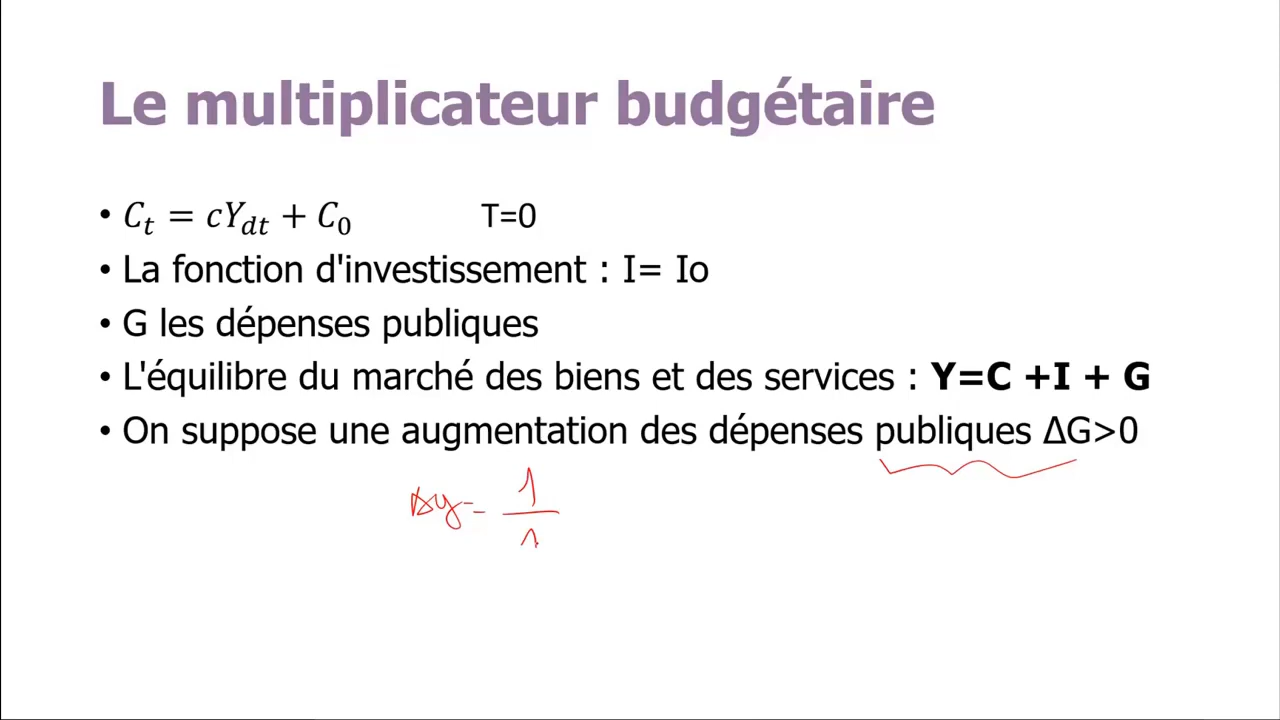 Le multiplicateur budgétaire
• Cₜ = cY_dt + C₀ T=0
• La fonction d'investissement : I= Io
• G les dépenses publiques
• L'équilibre du marché des biens et des services : Y=C +I + G
• On suppose une augmentation des dépenses publiques ΔG>0
Δy = 1
1